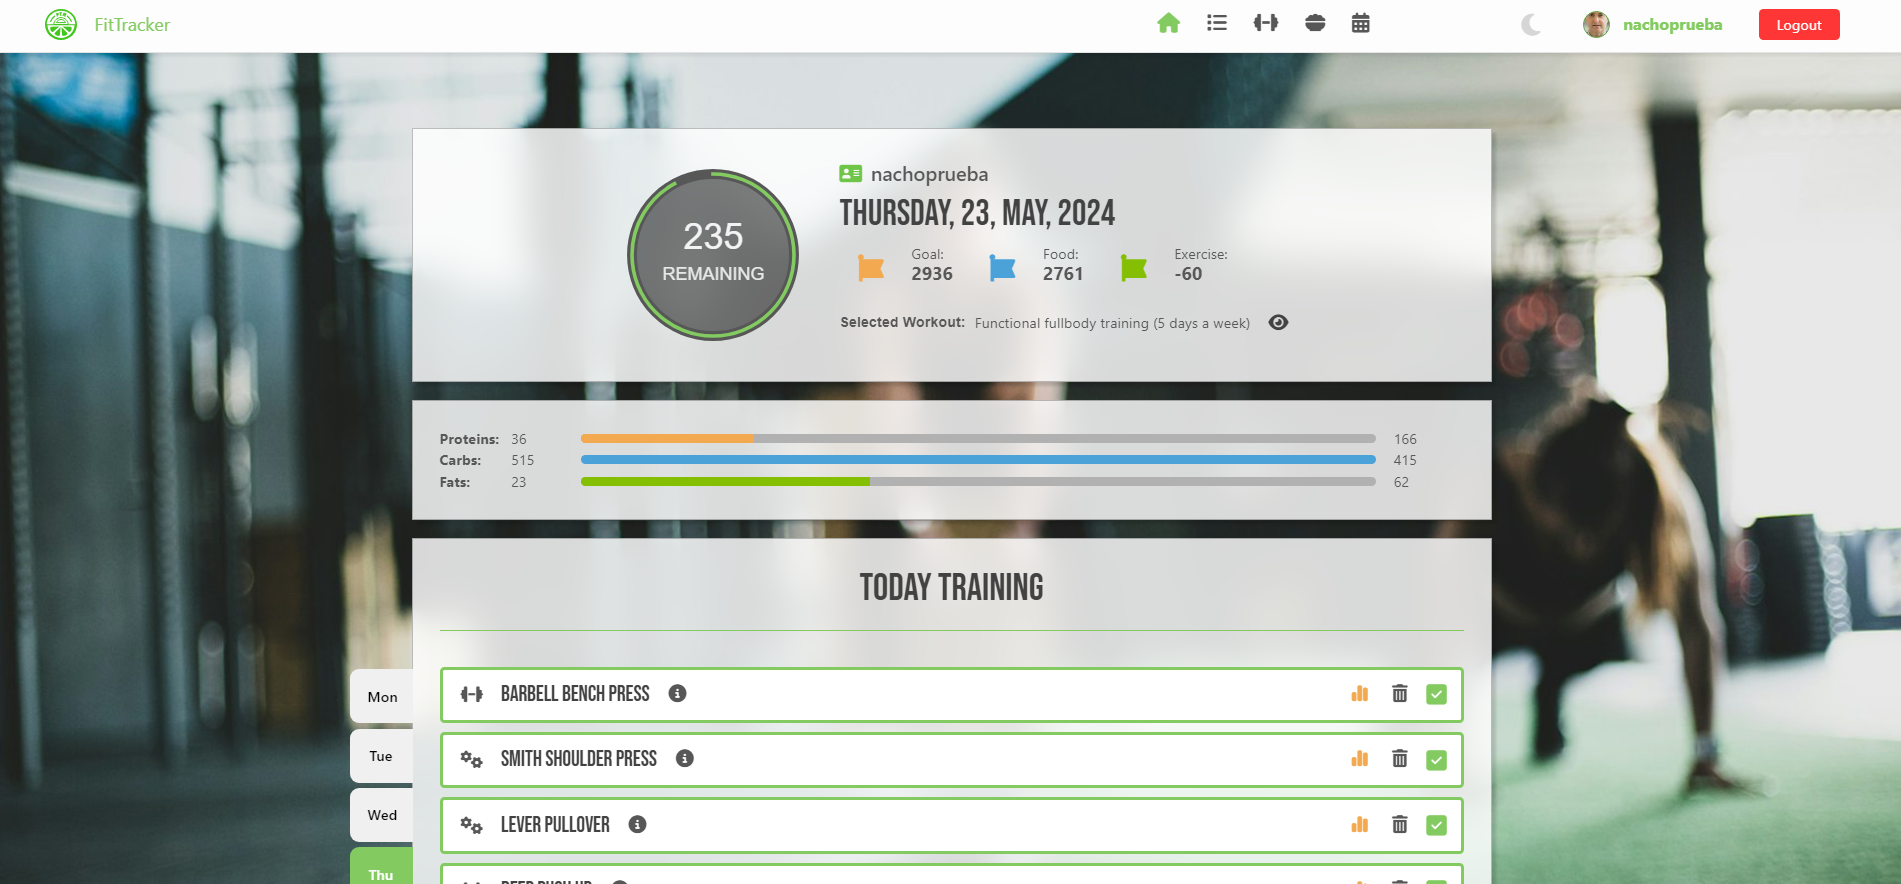 FitTracker
nachoprueba
Logout
235
REMAINING
nachoprueba
THURSDAY, 23, MAY, 2024
Goal:
2936
Food:
2761
Exercise:
-60
Selected Workout: Functional fullbody training (5 days a week)
Proteins: 36 166
Carbs: 515 415
Fats: 23 62
TODAY TRAINING
Mon
Tue
Wed
Thu
BARBELL BENCH PRESS
SMITH SHOULDER PRESS
LEVER PULLOVER